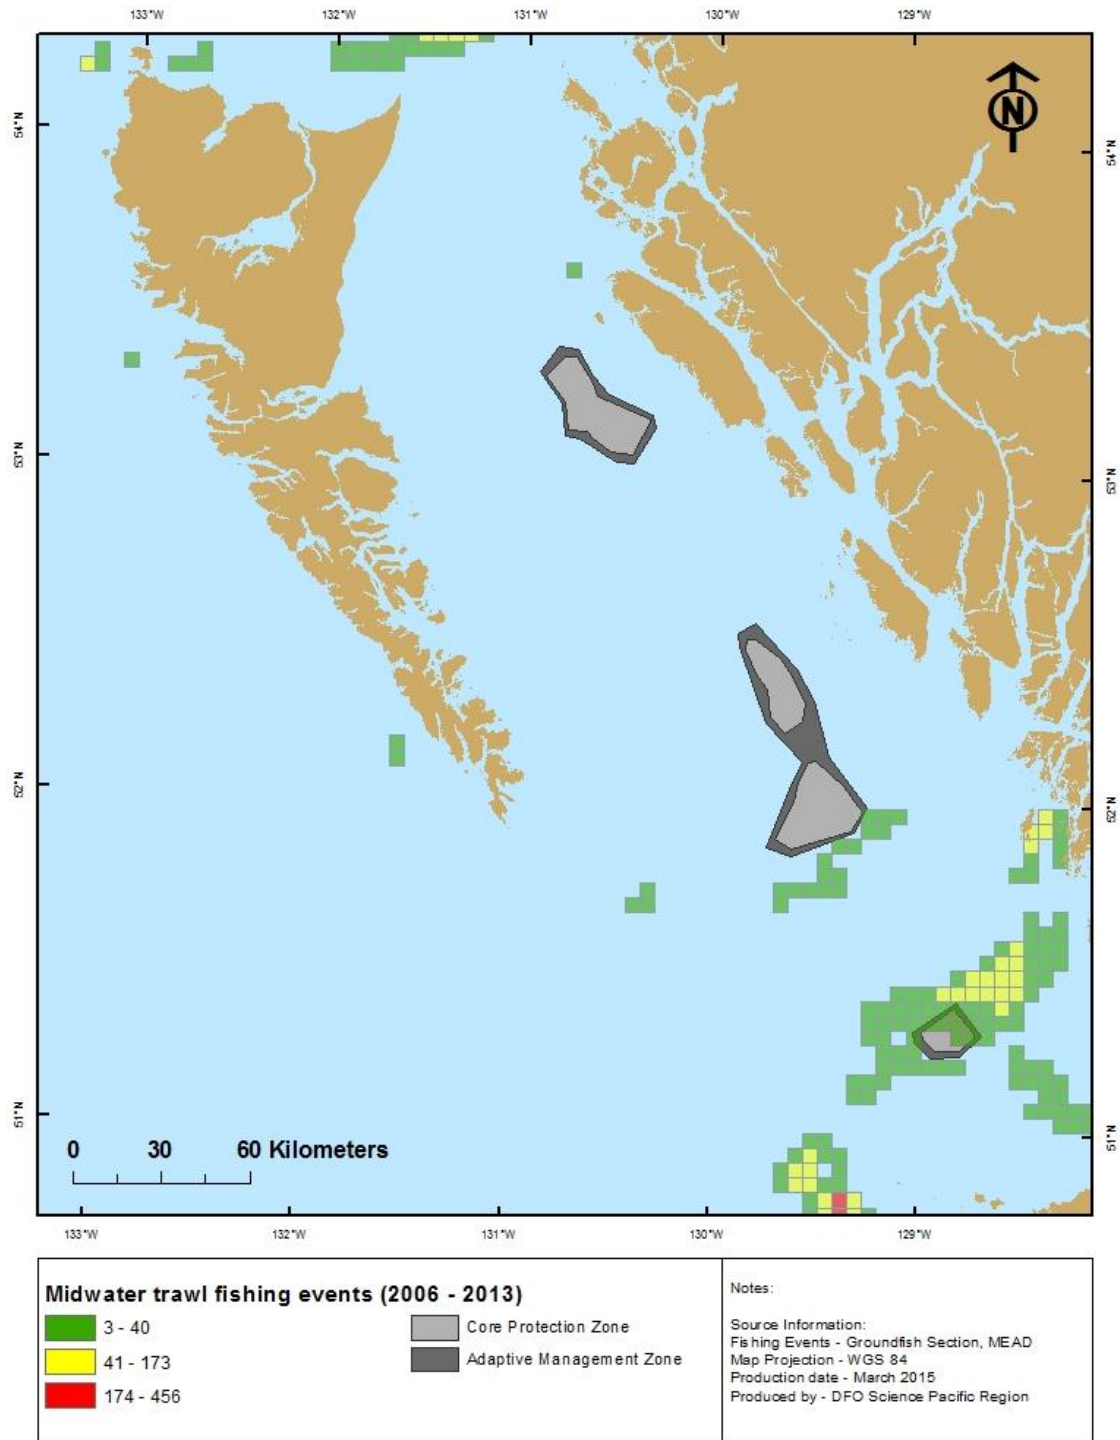 133°W 132°W 131°W 130°W 129°W
N
54°N 54°N
53°N 53°N
52°N 52°N
51°N 51°N
0 30 60 Kilometers
133°W 132°W 131°W 130°W 129°W
Midwater trawl fishing events (2006 - 2013)
3 - 40
41 - 173
174 - 456
Core Protection Zone
Adaptive Management Zone
Notes:
Source Information:
Fishing Events - Groundfish Section, MEAD
Map Projection - WGS 84
Production date - March 2015
Produced by - DFO Science Pacific Region